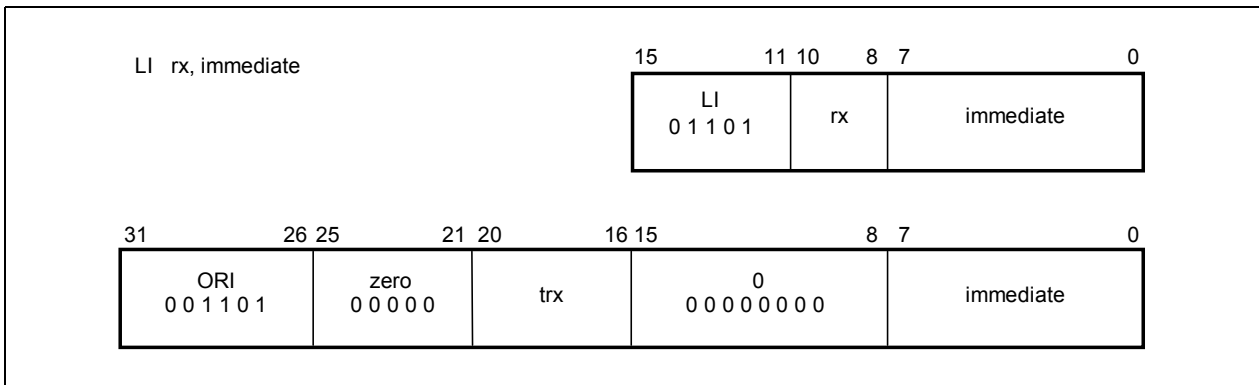 LI rx, immediate
15 11 10 8 7 0
LI
0 1 1 0 1
rx
immediate
31 26 25 21 20 16 15 8 7 0
ORI
0 0 1 1 0 1
zero
0 0 0 0 0
trx
0
0 0 0 0 0 0 0 0
immediate